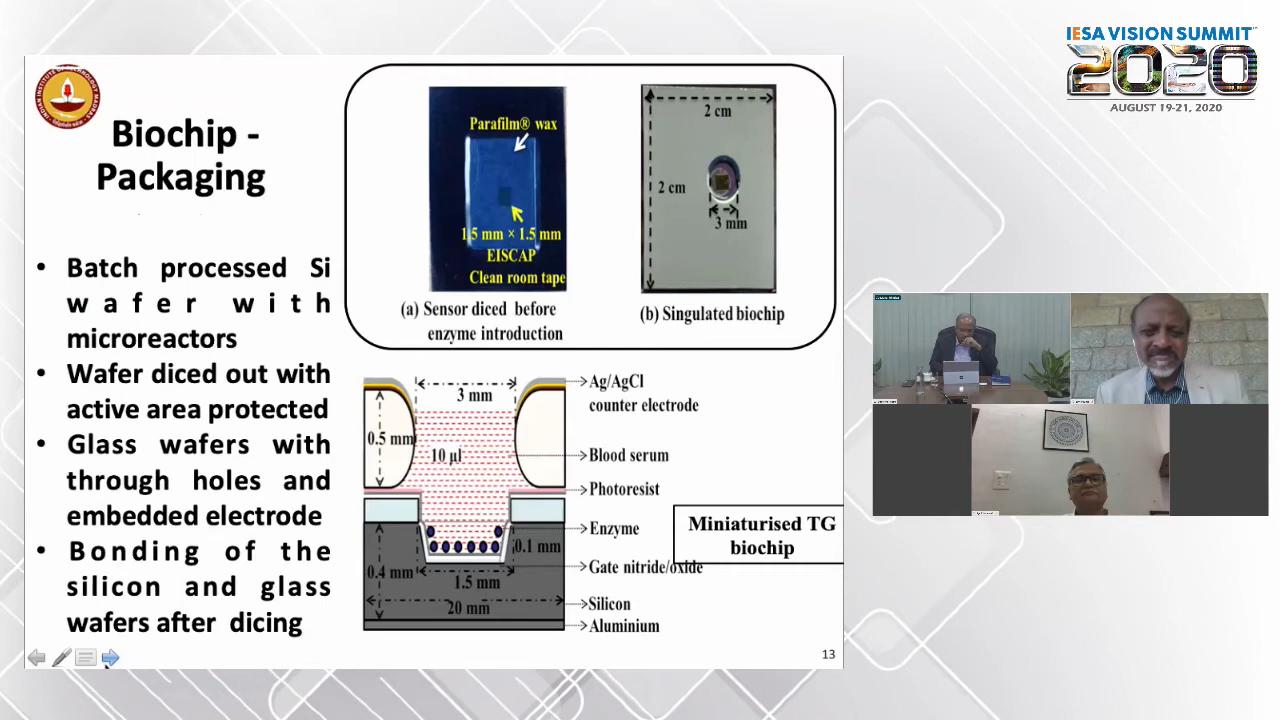 IESA VISION SUMMIT
2020
AUGUST 19-21, 2020
Biochip -
Packaging
• Batch processed Si
wafer with
microreactors
• Wafer diced out with
active area protected
• Glass wafers with
through holes and
embedded electrode
• Bonding of the
silicon and glass
wafers after dicing
Parafilm® wax
1.5 mm × 1.5 mm
EISCAP
Clean room tape
(a) Sensor diced before
enzyme introduction
2 cm
2 cm
3 mm
(b) Singulated biochip
3 mm
0.5 mm
10 µl
0.1 mm
0.4 mm
1.5 mm
20 mm
Ag/AgCl
counter electrode
Blood serum
Photoresist
Enzyme
Gate nitride/oxide
Silicon
Aluminium
Miniaturised TG
biochip
13